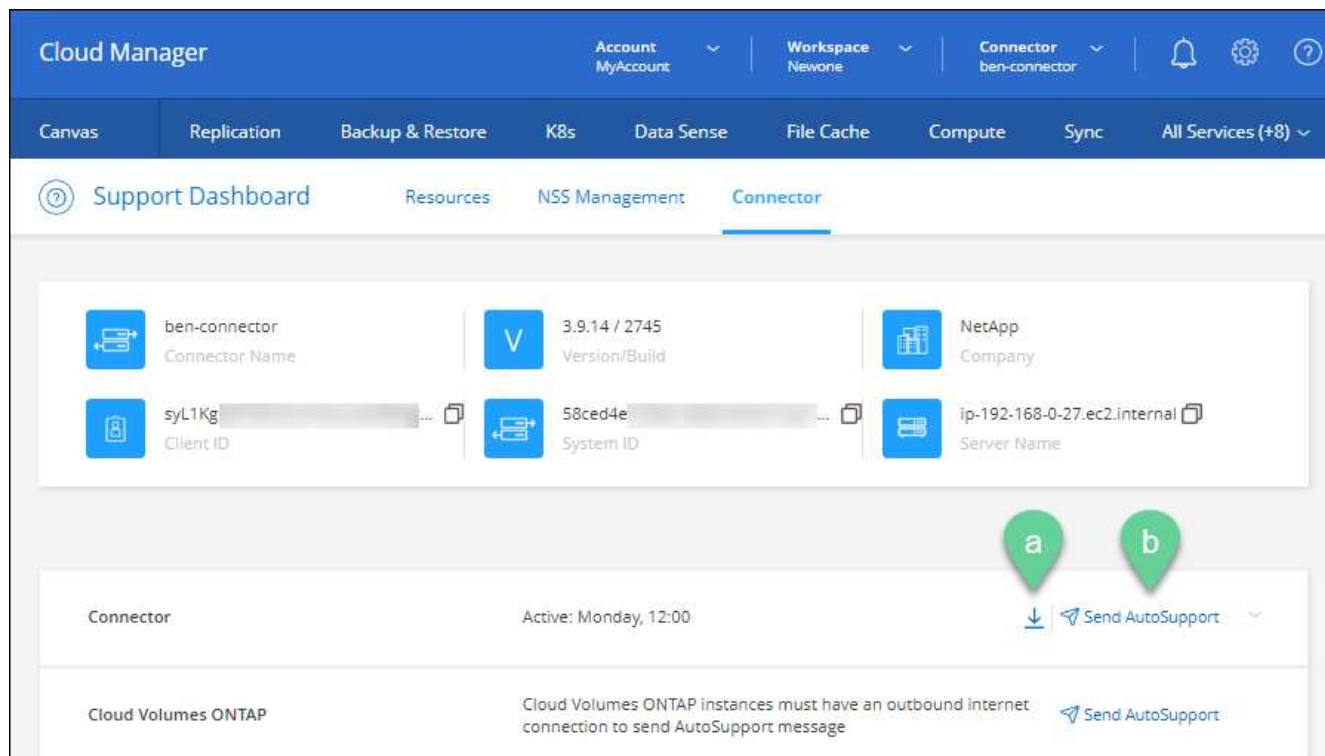 Cloud Manager
Account
MyAccount
Workspace
Newone
Connector
ben-connector
Canvas Replication Backup & Restore K8s Data Sense File Cache Compute Sync All Services (+8)
Support Dashboard Resources NSS Management Connector
ben-connector
Connector Name
3.9.14 / 2745
Version/Build
V
NetApp
Company
syL1Kg ...
Client ID
58ced4e ...
System ID
ip-192-168-0-27.ec2.internal
Server Name
a b
Connector Active: Monday, 12:00 Send AutoSupport
Cloud Volumes ONTAP
Cloud Volumes ONTAP instances must have an outbound internet
connection to send AutoSupport message
Send AutoSupport